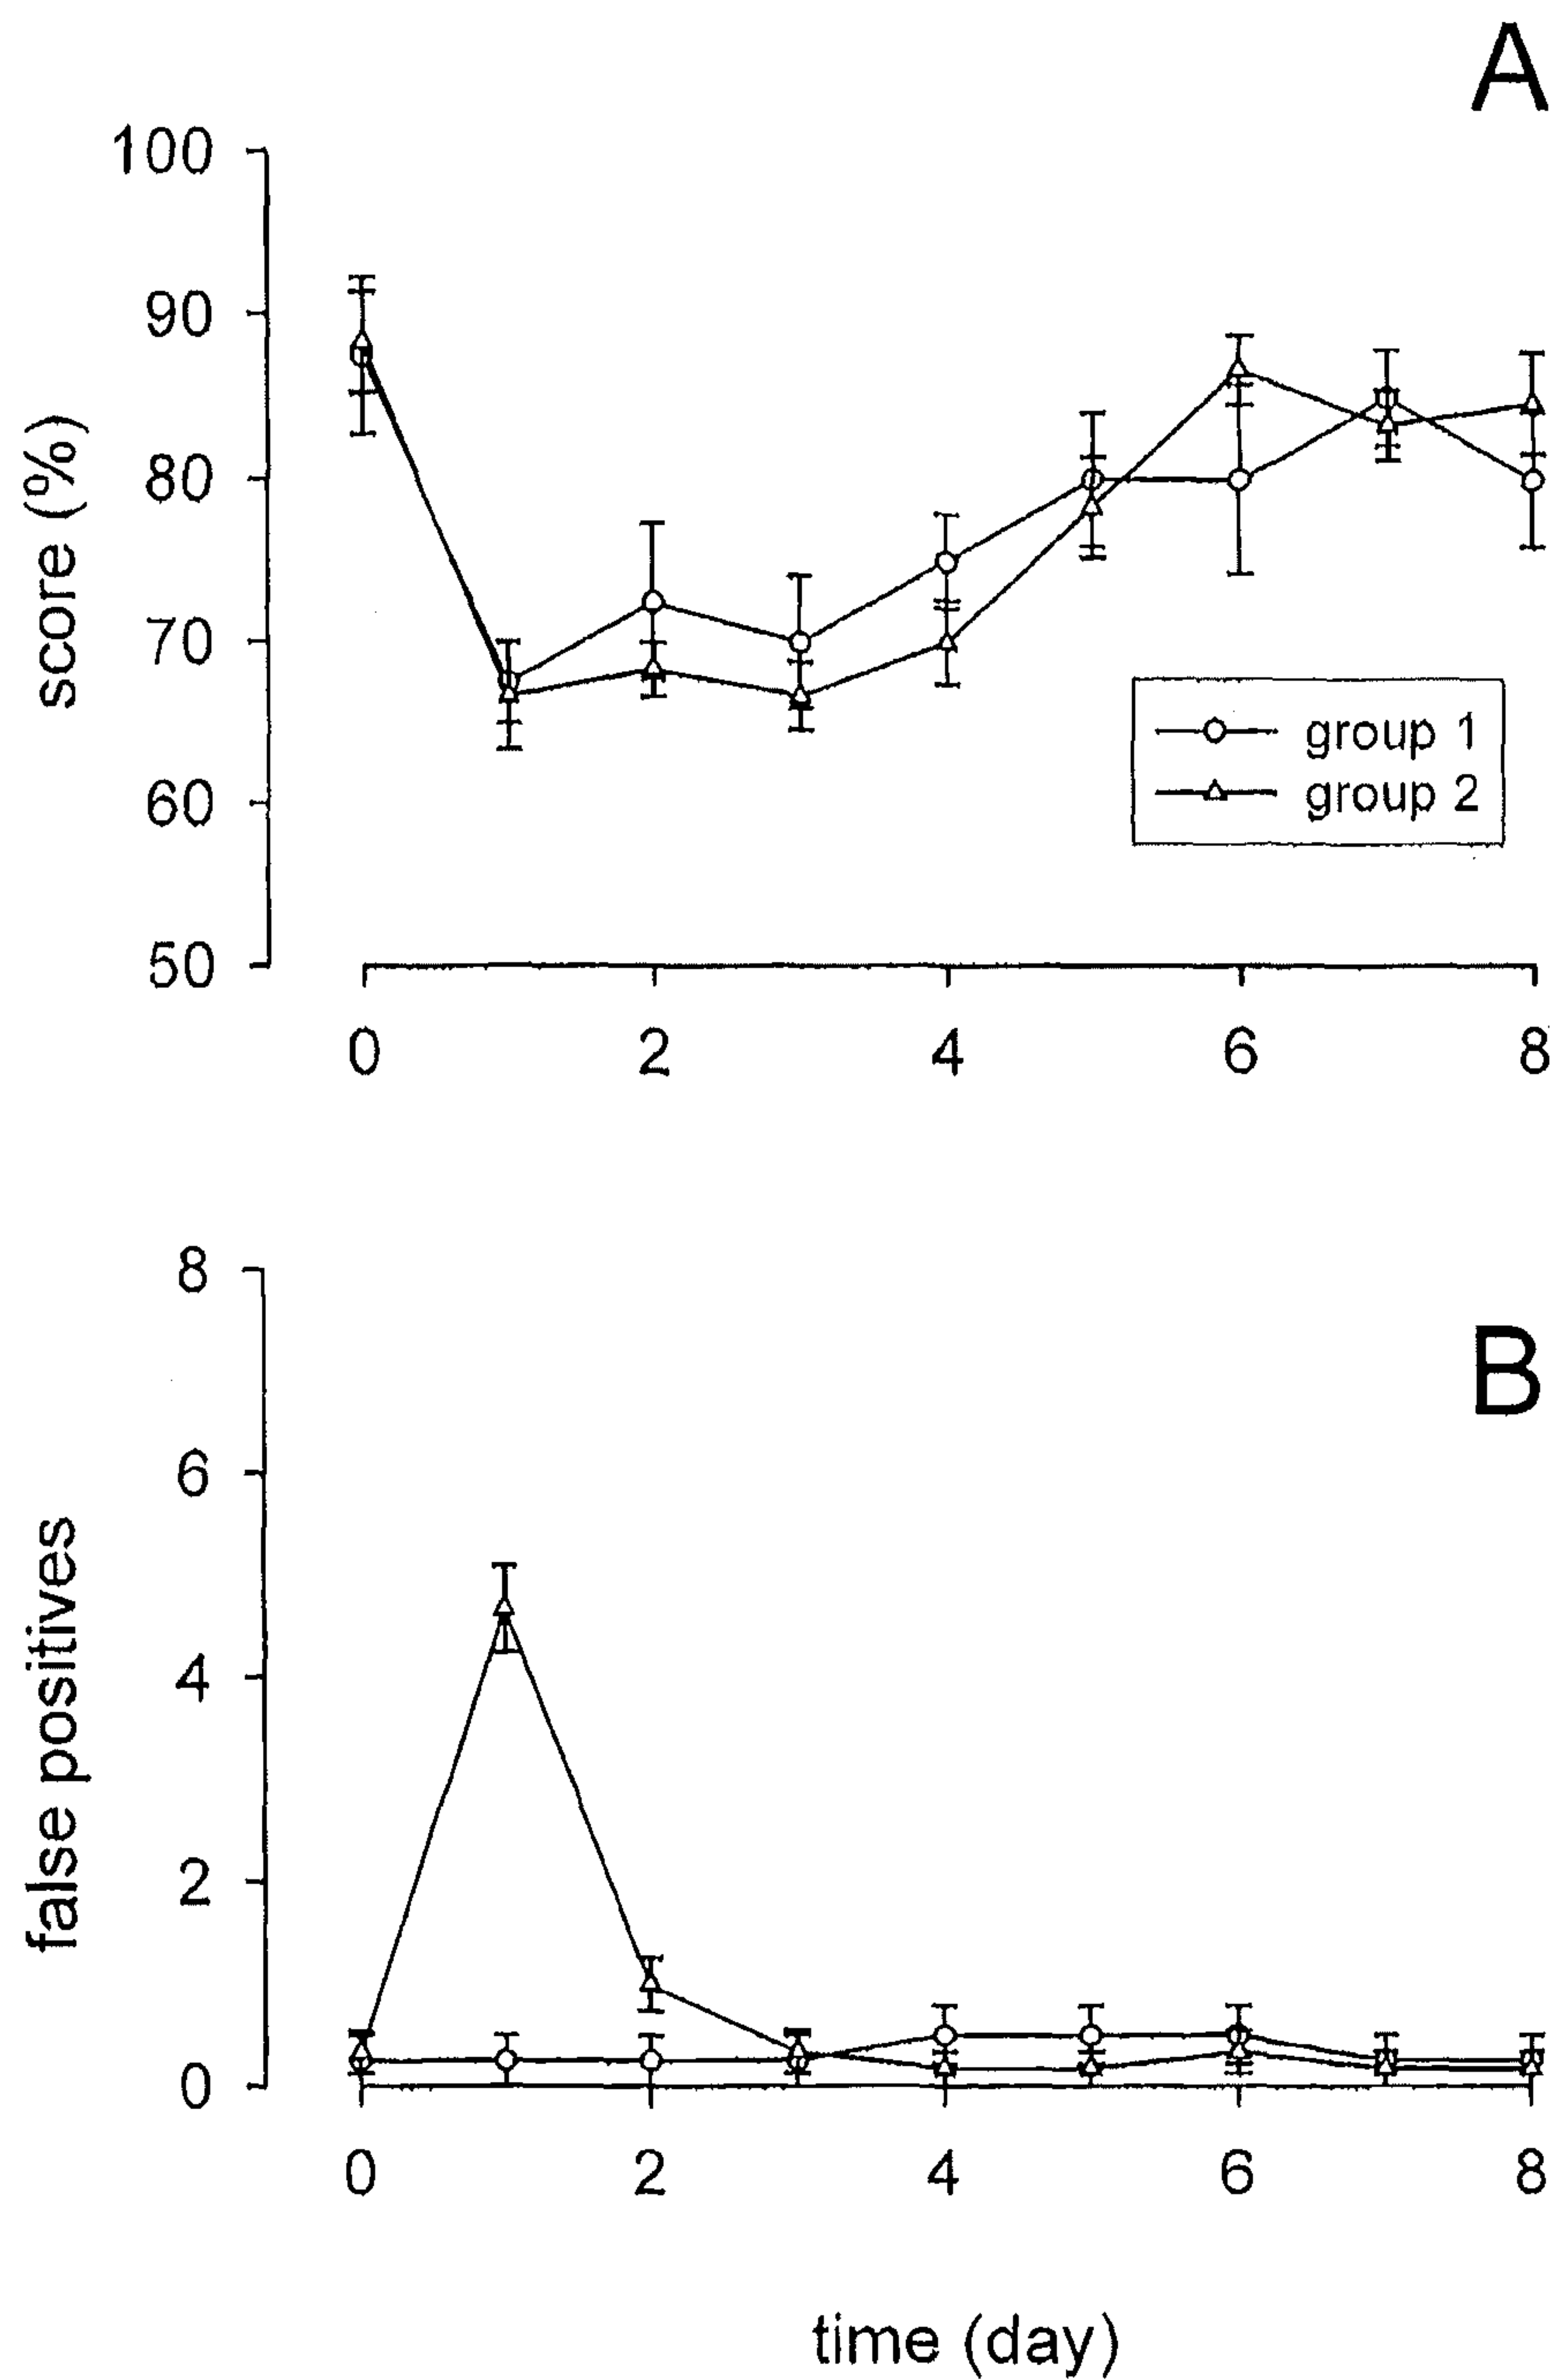 A
100
90
80
70
60
50
score (%)
group 1
group 2
0 2 4 6 8
B
8
6
4
2
0
false positives
0 2 4 6 8
time (day)